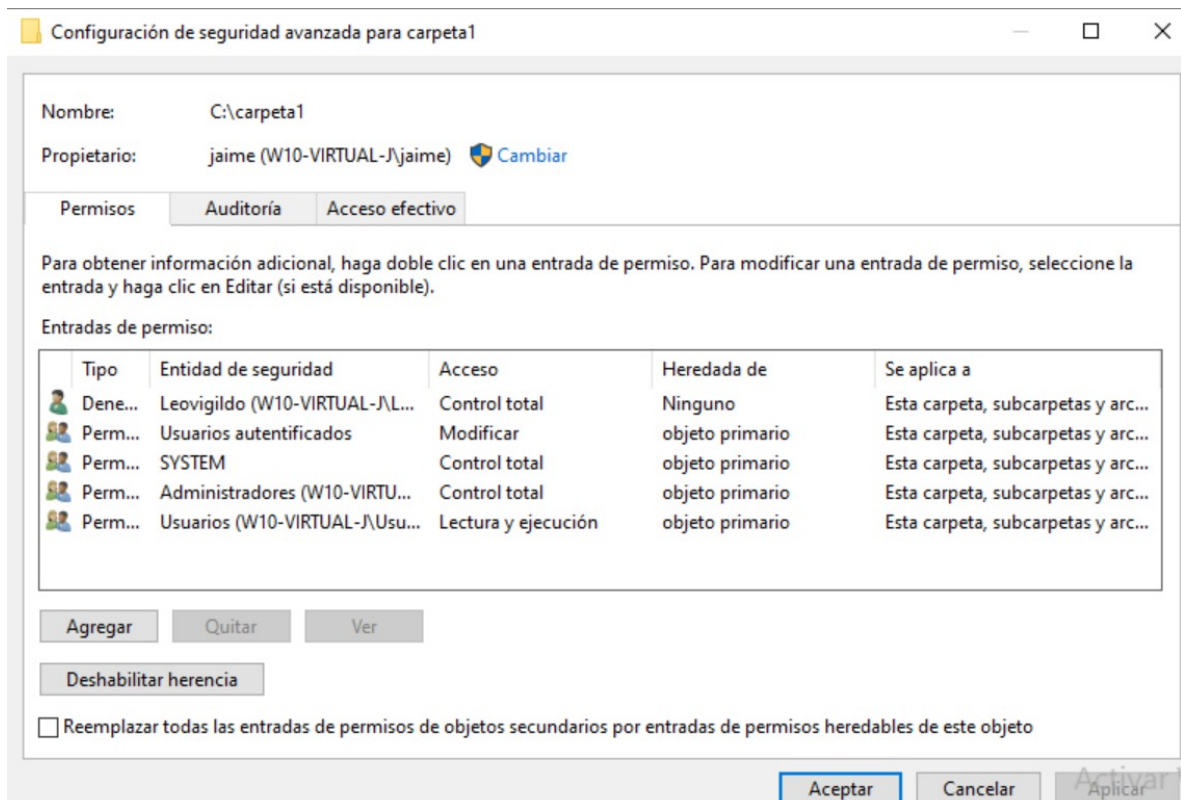 Configuración de seguridad avanzada para carpeta1
Nombre: C:\carpeta1
Propietario: jaime (W10-VIRTUAL-J\jaime) Cambiar
Permisos Auditoría Acceso efectivo
Para obtener información adicional, haga doble clic en una entrada de permiso. Para modificar una entrada de permiso, seleccione la
entrada y haga clic en Editar (si está disponible).
Entradas de permiso:
Tipo Entidad de seguridad Acceso Heredada de Se aplica a
Dene... Leovigildo (W10-VIRTUAL-J\L... Control total Ninguno Esta carpeta, subcarpetas y arc...
Perm... Usuarios autentificados Modificar objeto primario Esta carpeta, subcarpetas y arc...
Perm... SYSTEM Control total objeto primario Esta carpeta, subcarpetas y arc...
Perm... Administradores (W10-VIRTU... Control total objeto primario Esta carpeta, subcarpetas y arc...
Perm... Usuarios (W10-VIRTUAL-J\Usu... Lectura y ejecución objeto primario Esta carpeta, subcarpetas y arc...
Agregar Quitar Ver
Deshabilitar herencia
Reemplazar todas las entradas de permisos de objetos secundarios por entradas de permisos heredables de este objeto
Activar
Aceptar Cancelar Aplicar